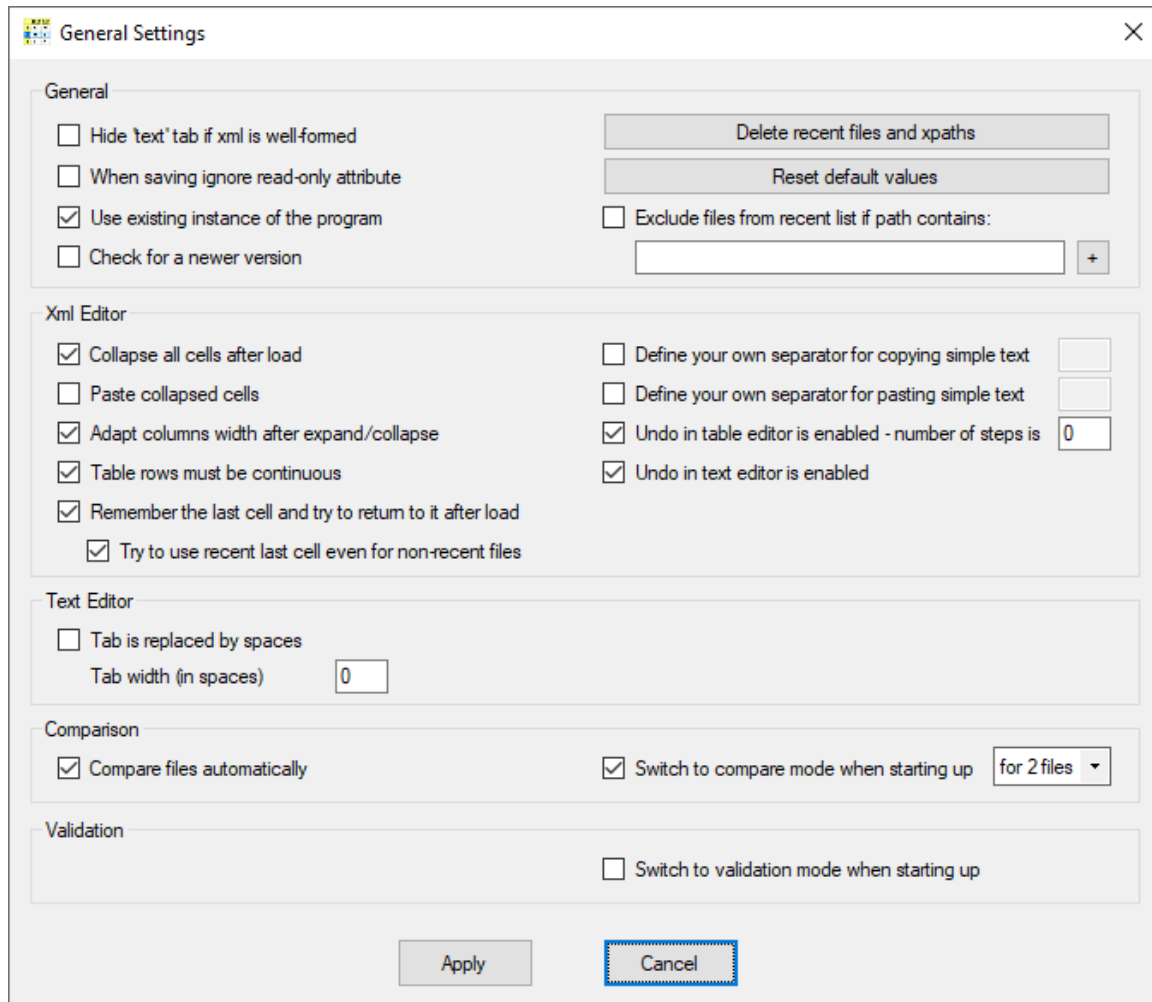 General Settings
General
Hide 'text' tab if xml is well-formed
Delete recent files and xpaths
When saving ignore read-only attribute
Reset default values
Use existing instance of the program
Exclude files from recent list if path contains:
Check for a newer version
+
Xml Editor
Collapse all cells after load
Define your own separator for copying simple text
Paste collapsed cells
Define your own separator for pasting simple text
Adapt columns width after expand/collapse
Undo in table editor is enabled - number of steps is 0
Table rows must be continuous
Undo in text editor is enabled
Remember the last cell and try to return to it after load
Try to use recent last cell even for non-recent files
Text Editor
Tab is replaced by spaces
Tab width (in spaces) 0
Comparison
Compare files automatically
Switch to compare mode when starting up for 2 files
Validation
Switch to validation mode when starting up
Apply
Cancel